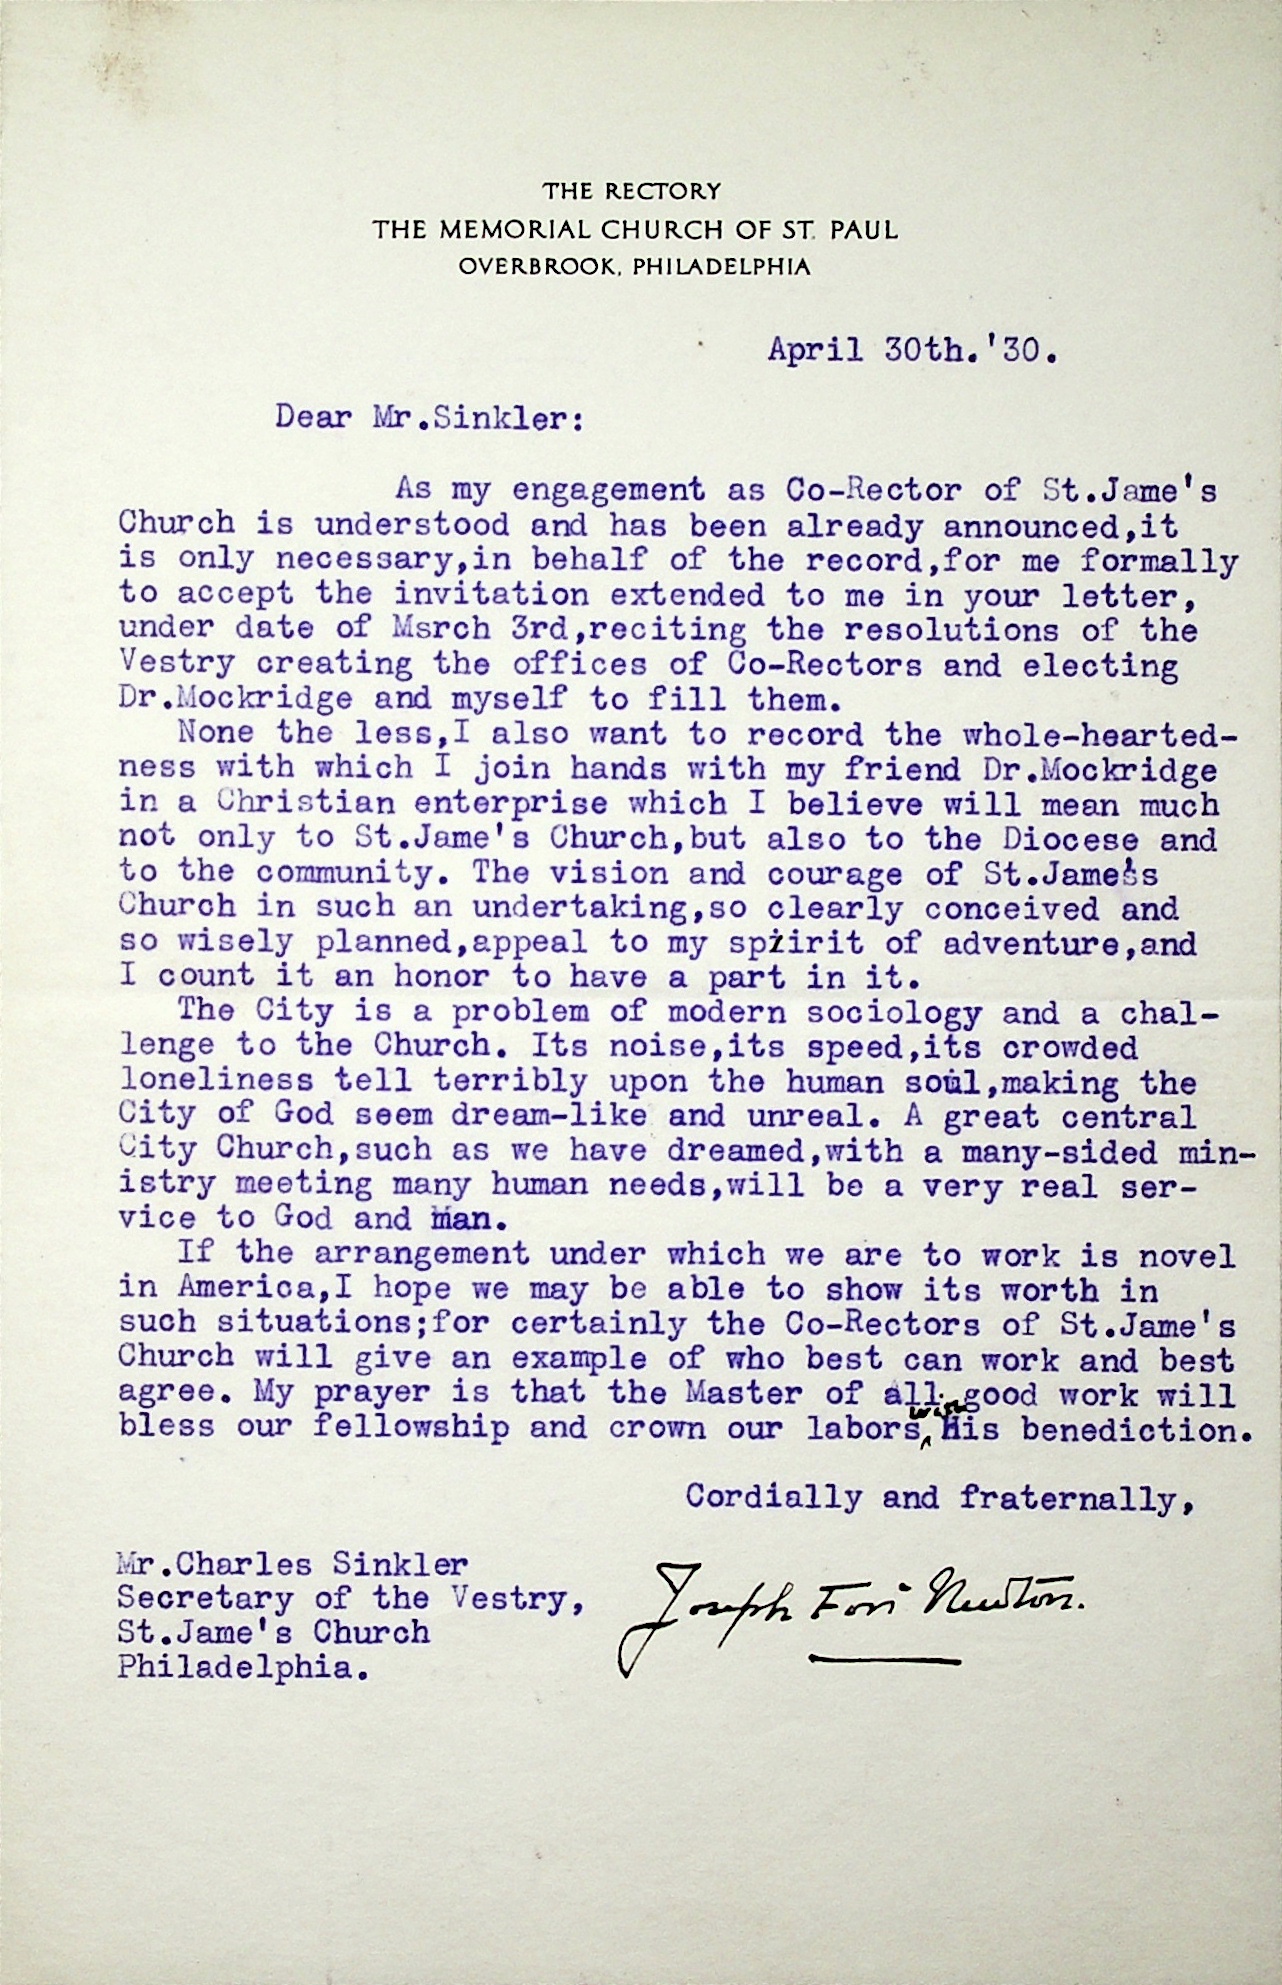 THE RECTORY
THE MEMORIAL CHURCH OF ST. PAUL
OVERBROOK, PHILADELPHIA
April 30th.'30.
Dear Mr.Sinkler:
As my engagement as Co-Rector of St.Jame's
Church is understood and has been already announced,it
is only necessary,in behalf of the record,for me formally
to accept the invitation extended to me in your letter,
under date of Msrch 3rd,reciting the resolutions of the
Vestry creating the offices of Co-Rectors and electing
Dr.Mockridge and myself to fill them.
None the less,I also want to record the whole-hearted-
ness with which I join hands with my friend Dr.Mockridge
in a Christian enterprise which I believe will mean much
not only to St.Jame's Church,but also to the Diocese and
to the community. The vision and courage of St.Jame's
Church in such an undertaking,so clearly conceived and
so wisely planned,appeal to my spiirit of adventure,and
I count it an honor to have a part in it.
The City is a problem of modern sociology and a chal-
lenge to the Church. Its noise,its speed,its crowded
loneliness tell terribly upon the human soul,making the
City of God seem dream-like and unreal. A great central
City Church,such as we have dreamed,with a many-sided min-
istry meeting many human needs,will be a very real ser-
vice to God and man.
If the arrangement under which we are to work is novel
in America,I hope we may be able to show its worth in
such situations;for certainly the Co-Rectors of St.Jame's
Church will give an example of who best can work and best
agree. My prayer is that the Master of all good work will
bless our fellowship and crown our labors with His benediction.
Cordially and fraternally,
Mr.Charles Sinkler
Secretary of the Vestry,
St.Jame's Church
Philadelphia.
Joseph Fort Newton.